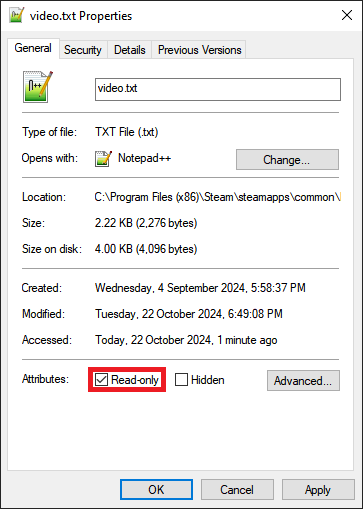 video.txt Properties
General Security Details Previous Versions
video.txt
Type of file: TXT File (.txt)
Opens with: Notepad++ Change...
Location: C:\Program Files (x86)\Steam\steamapps\common\
Size: 2.22 KB (2,276 bytes)
Size on disk: 4.00 KB (4,096 bytes)
Created: Wednesday, 4 September 2024, 5:58:37 PM
Modified: Tuesday, 22 October 2024, 6:49:08 PM
Accessed: Today, 22 October 2024, 1 minute ago
Attributes: Read-only Hidden Advanced...
OK Cancel Apply